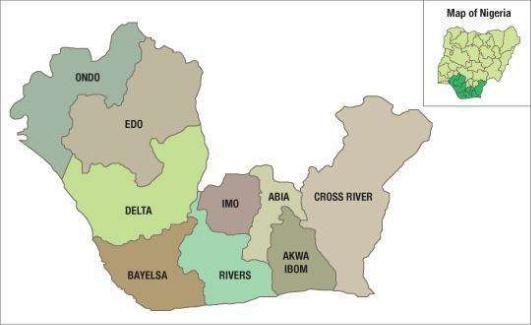 Map of Nigeria
ONDO
EDO
DELTA
IMO
ABIA
CROSS RIVER
BAYELSA
RIVERS
AKWA
IBOM